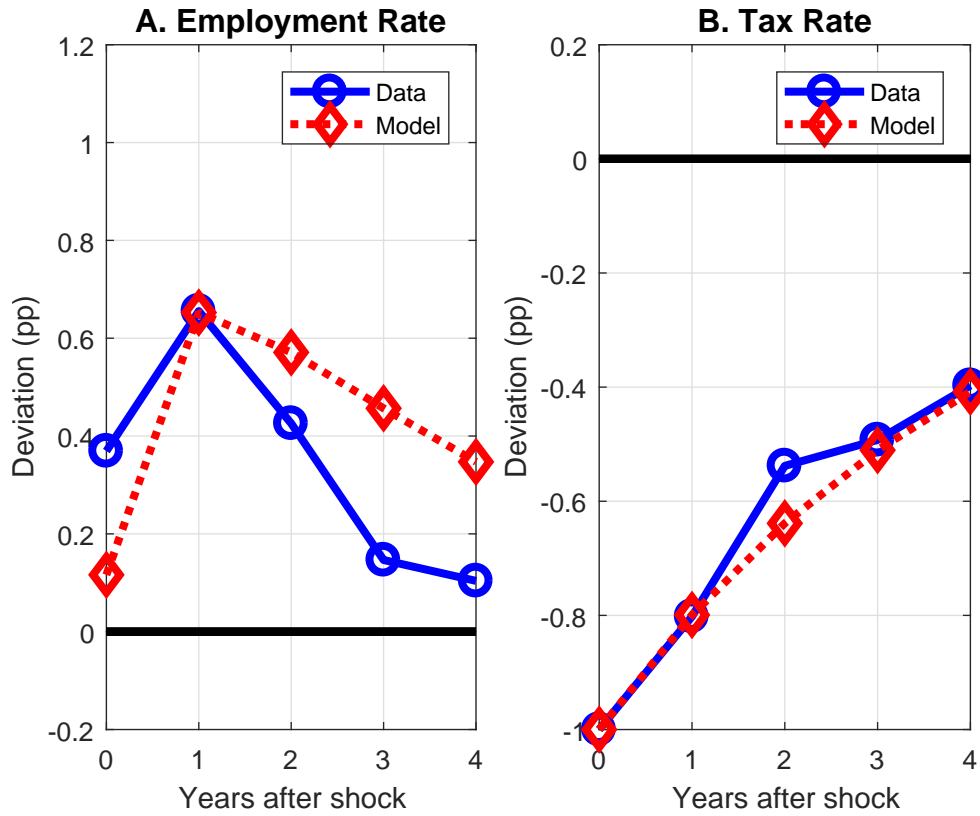 A. Employment Rate
1.2
1
0.8
0.6
0.4
0.2
0
-0.2
Deviation (pp)
Data
Model
0 1 2 3 4
Years after shock
B. Tax Rate
0.2
0
-0.2
-0.4
-0.6
-0.8
-1
Deviation (pp)
Data
Model
0 1 2 3 4
Years after shock